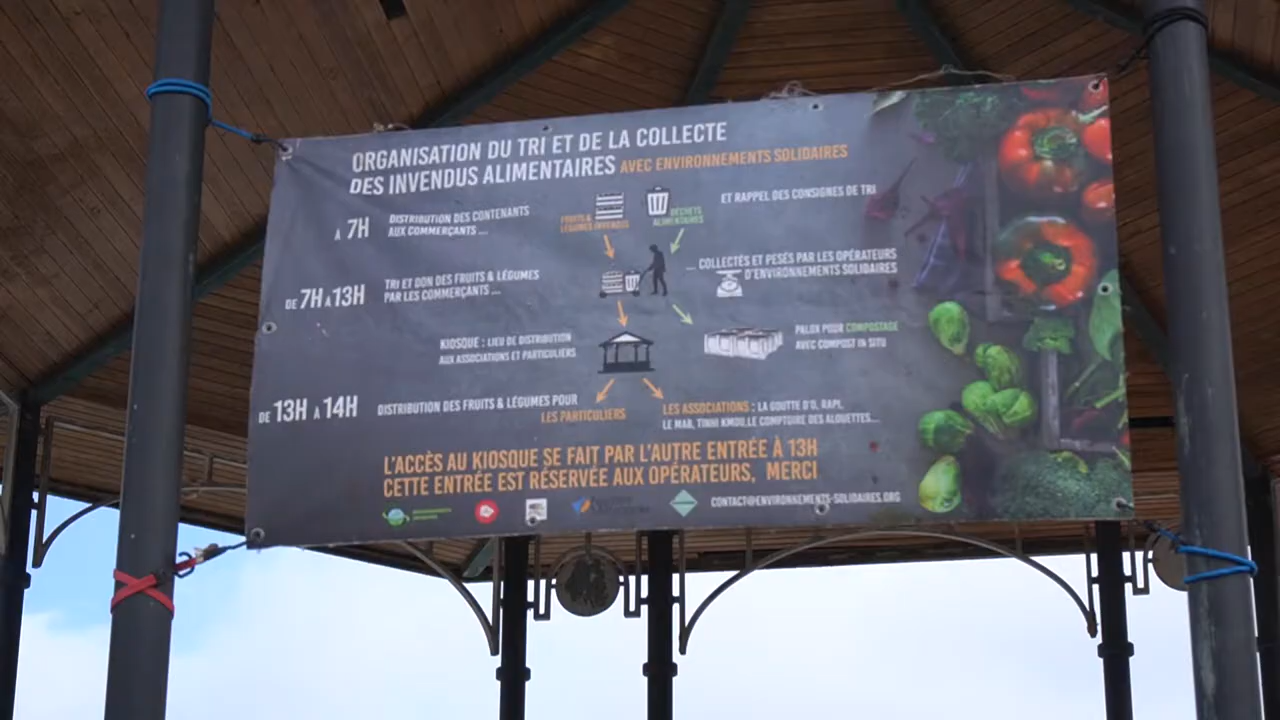 ORGANISATION DU TRI ET DE LA COLLECTE
DES INVENDUS ALIMENTAIRES AVEC ENVIRONNEMENTS SOLIDAIRES
À 7H
DISTRIBUTION DES CONTENANTS
AUX COMMERÇANTS ...
FRUITS &
LÉGUMES INVENDUS
DÉCHETS
ALIMENTAIRES
ET RAPPEL DES CONSIGNES DE TRI
DE 7H À 13H
TRI ET DON DES FRUITS & LÉGUMES
PAR LES COMMERÇANTS ...
... COLLECTÉS ET PESÉS PAR LES OPÉRATEURS
D'ENVIRONNEMENTS SOLIDAIRES
KIOSQUE : LIEU DE DISTRIBUTION
AUX ASSOCIATIONS ET PARTICULIERS
PALOX POUR COMPOSTAGE
AVEC COMPOST IN SITU
DE 13H À 14H
DISTRIBUTION DES FRUITS & LÉGUMES POUR
LES PARTICULIERS
LES ASSOCIATIONS : LA GOUTTE D'O, RAPI,
LE MAB, TINHI KMOU, LE COMPTOIR DES ALOUETTES...
L'ACCÈS AU KIOSQUE SE FAIT PAR L'AUTRE ENTRÉE À 13H
CETTE ENTRÉE EST RÉSERVÉE AUX OPÉRATEURS, MERCI
CONTACT@ENVIRONNEMENTS-SOLIDAIRES.ORG